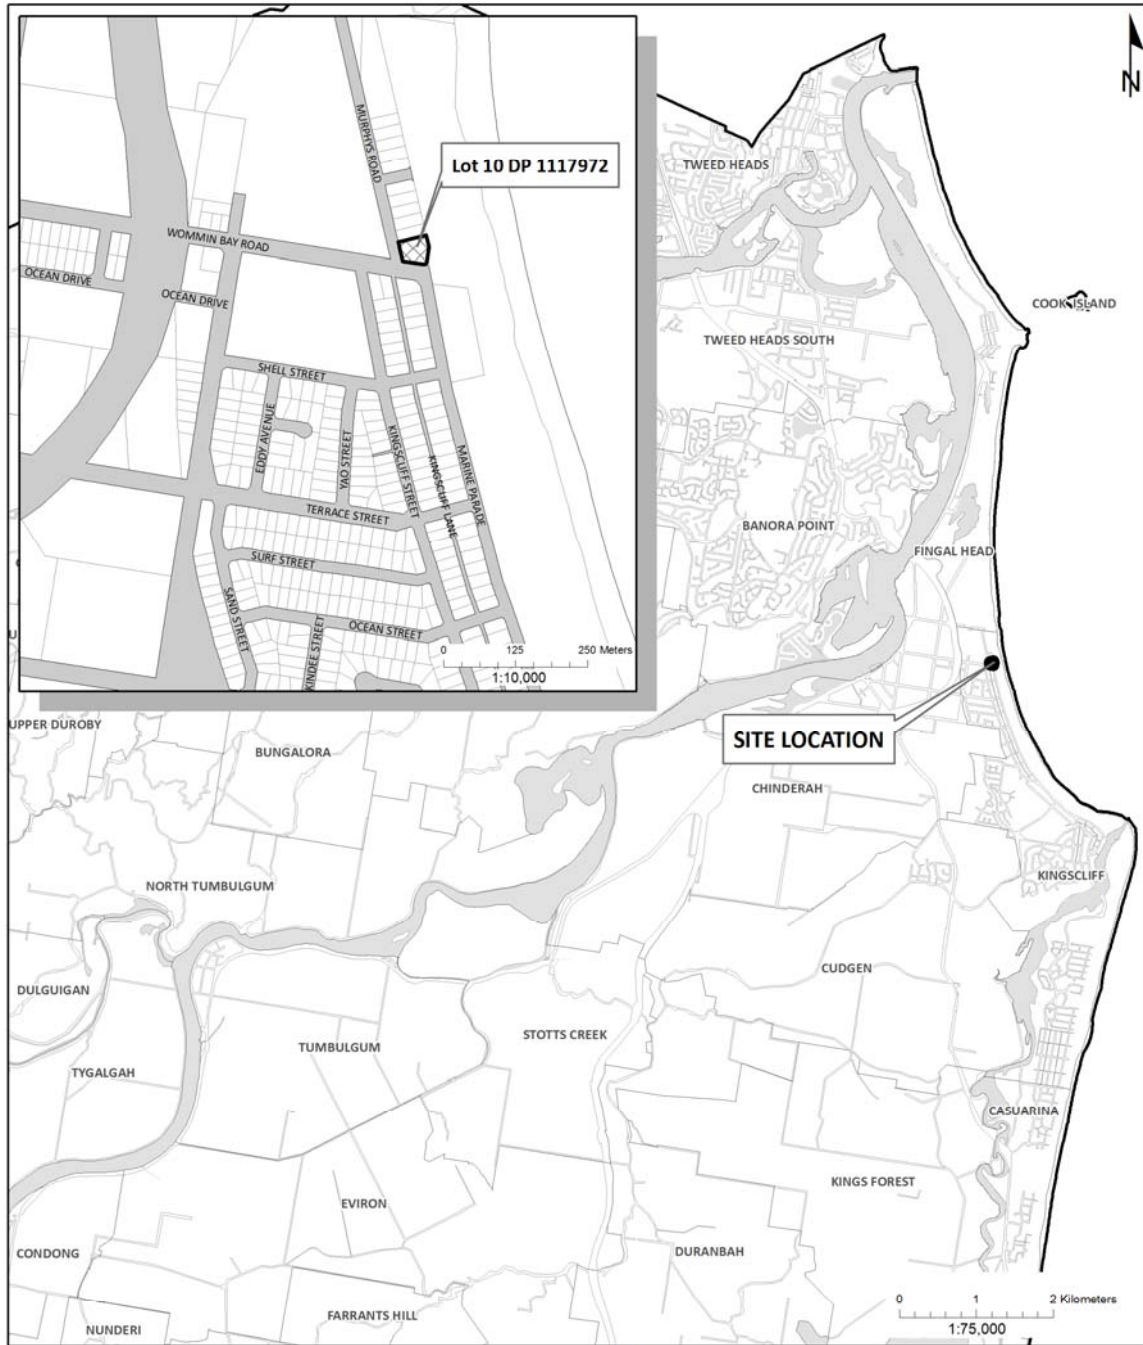 N
MURPHYS ROAD
Lot 10 DP 1117972
WOMMIN BAY ROAD
OCEAN DRIVE
OCEAN DRIVE
SHELL STREET
EDDY AVENUE
YAO STREET
KINGSCLIFF STREET
KINGSCLIFF LANE
MARINE PARADE
TERRACE STREET
SURF STREET
SAND STREET
OCEAN STREET
KINDEE STREET
0 125 250 Meters
1:10,000
TWEED HEADS
COOK ISLAND
TWEED HEADS SOUTH
BANORA POINT
FINGAL HEAD
SITE LOCATION
UPPER DUROBY
BUNGALORA
CHINDERAH
KINGSCLIFF
NORTH TUMBULGUM
CUDGEN
DULGUIGAN
STOTTS CREEK
TUMBULGUM
TYGALGAH
CASUARINA
KINGS FOREST
EVIRON
CONDONG
DURANBAH
FARRANTS HILL
NUNDERI
0 1 2 Kilometers
1:75,000